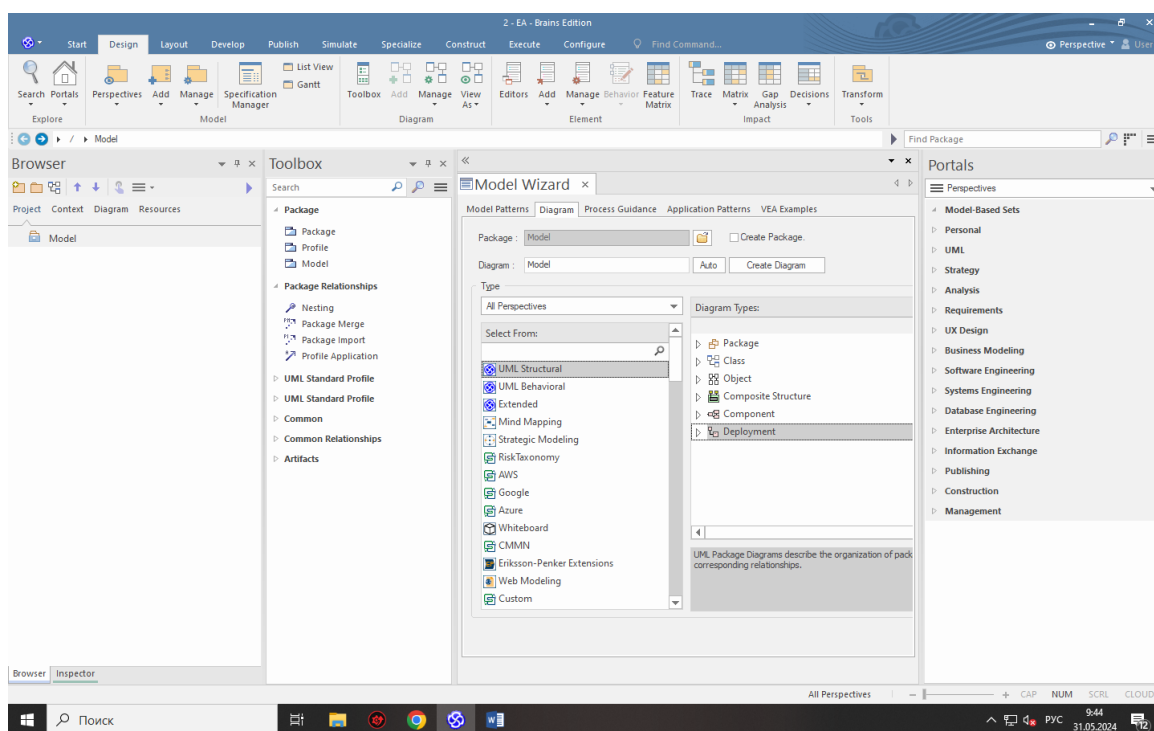 2 - EA - Brains Edition
Start Design Layout Develop Publish Simulate Specialize Construct Execute Configure Find Command... Perspective User
List View
Gantt
Search Portals Perspectives Add Manage Specification Manager Toolbox Add Manage View As Editors Add Manage Behavior Feature Matrix Trace Matrix Gap Analysis Decisions Transform
Explore Model Diagram Element Impact Tools
/ Model Find Package
Browser
Project Context Diagram Resources
Model
Browser Inspector
Toolbox
Search
Package
Package
Profile
Model
Package Relationships
Nesting
Package Merge
Package Import
Profile Application
UML Standard Profile
UML Standard Profile
Common
Common Relationships
Artifacts
Model Wizard ×
Model Patterns Diagram Process Guidance Application Patterns VEA Examples
Package : Model Create Package.
Diagram : Model Auto Create Diagram
Type
All Perspectives
Select From:
UML Structural
UML Behavioral
Extended
Mind Mapping
Strategic Modeling
RiskTaxonomy
AWS
Google
Azure
Whiteboard
CMMN
Eriksson-Penker Extensions
Web Modeling
Custom
Diagram Types:
Package
Class
Object
Composite Structure
Component
Deployment
UML Package Diagrams describe the organization of pack
corresponding relationships.
Portals
Perspectives
Model-Based Sets
Personal
UML
Strategy
Analysis
Requirements
UX Design
Business Modeling
Software Engineering
Systems Engineering
Database Engineering
Enterprise Architecture
Information Exchange
Publishing
Construction
Management
All Perspectives − + CAP NUM SCRL CLOUD
Поиск РУС 9:44
31.05.2024 12